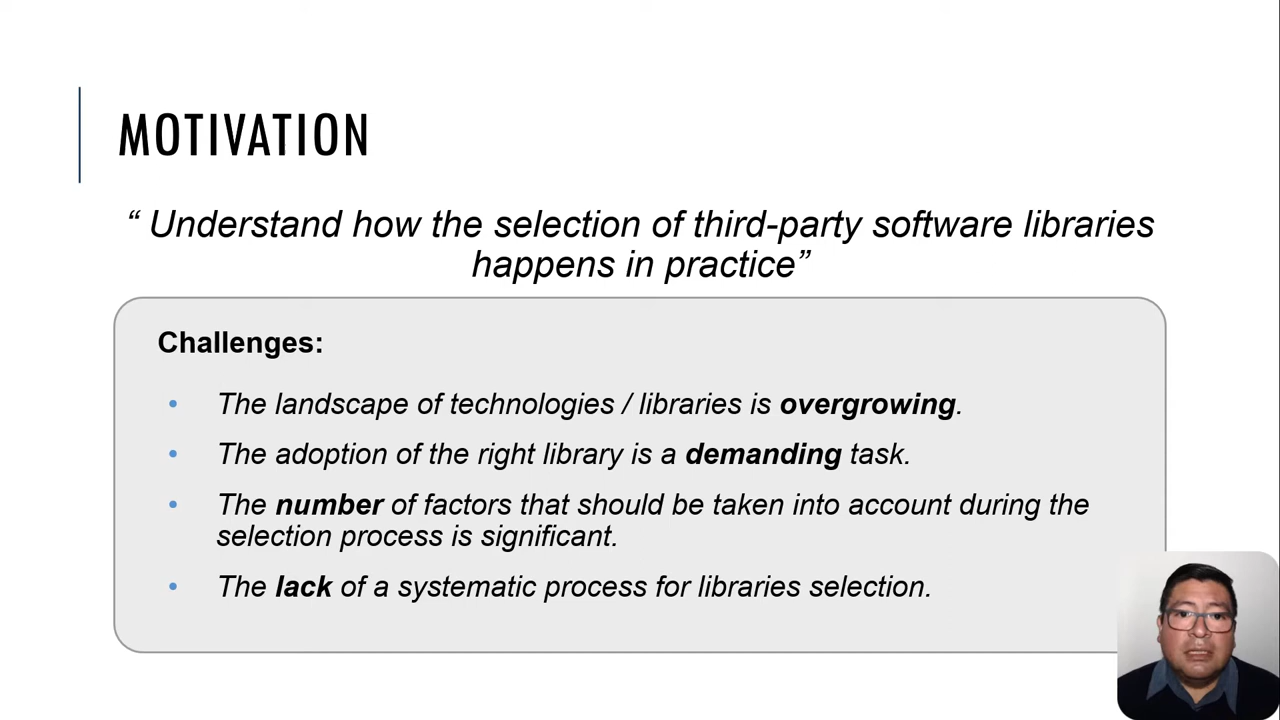 MOTIVATION
“ Understand how the selection of third-party software libraries
happens in practice”
Challenges:
• The landscape of technologies / libraries is overgrowing.
• The adoption of the right library is a demanding task.
• The number of factors that should be taken into account during the
selection process is significant.
• The lack of a systematic process for libraries selection.